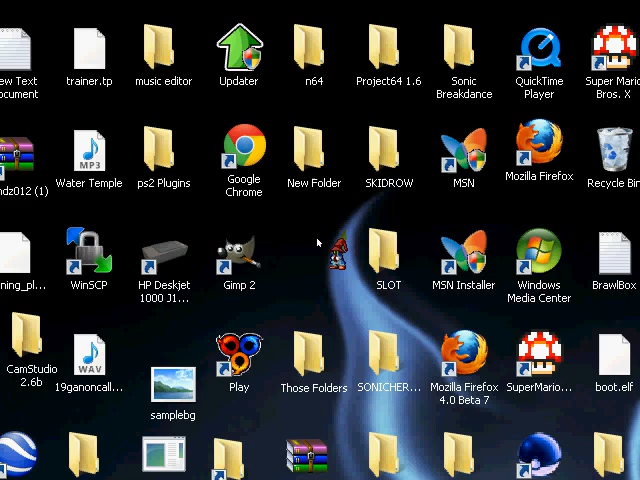 ew Text
ocument
trainer.tp
music editor
Updater
n64
Project64 1.6
Sonic
Breakdance
QuickTime
Player
Super Mario
Bros. X
ndz012 (1)
MP3
Water Temple
ps2 Plugins
Google
Chrome
New Folder
SKIDROW
MSN
Mozilla Firefox
Recycle Bin
ning_pl...
WinSCP
HP Deskjet
1000 J1...
Gimp 2
SLOT
MSN Installer
Windows
Media Center
BrawlBox
CamStudio
2.6b
WAV
19ganoncall...
samplebg
Play
Those Folders
SONICHER...
Mozilla Firefox
4.0 Beta 7
SuperMario...
boot.elf